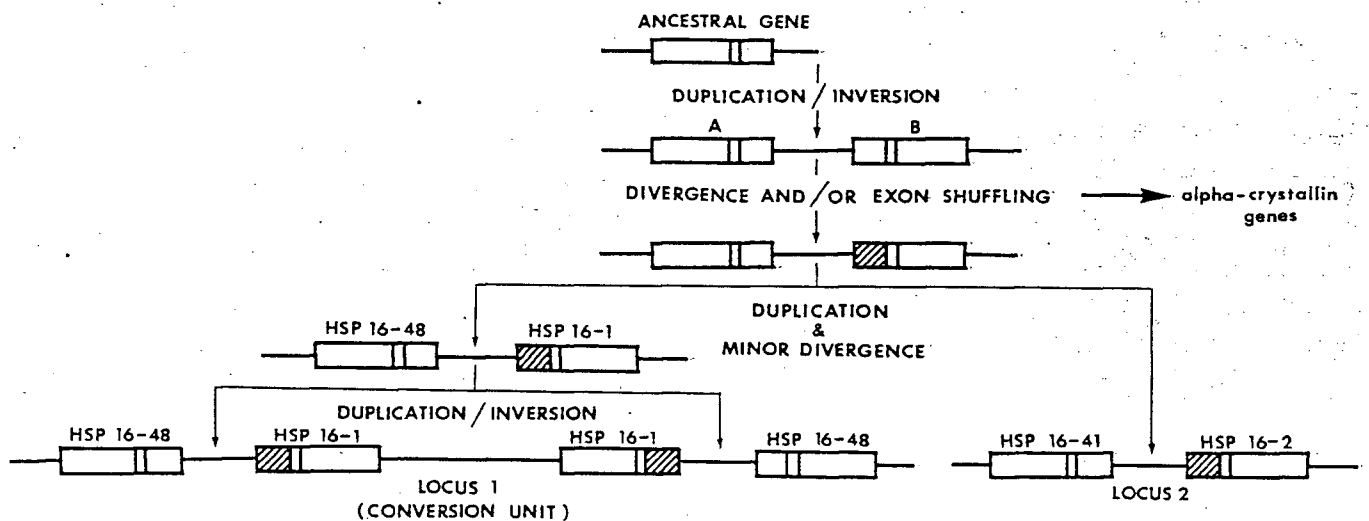 ANCESTRAL GENE
DUPLICATION / INVERSION
A B
DIVERGENCE AND/OR EXON SHUFFLING alpha-crystallin
genes
DUPLICATION
&
MINOR DIVERGENCE
HSP 16-48 HSP 16-1
DUPLICATION / INVERSION
HSP 16-48 HSP 16-1 HSP 16-1 HSP 16-48 HSP 16-41 HSP 16-2
LOCUS 1
(CONVERSION UNIT)
LOCUS 2